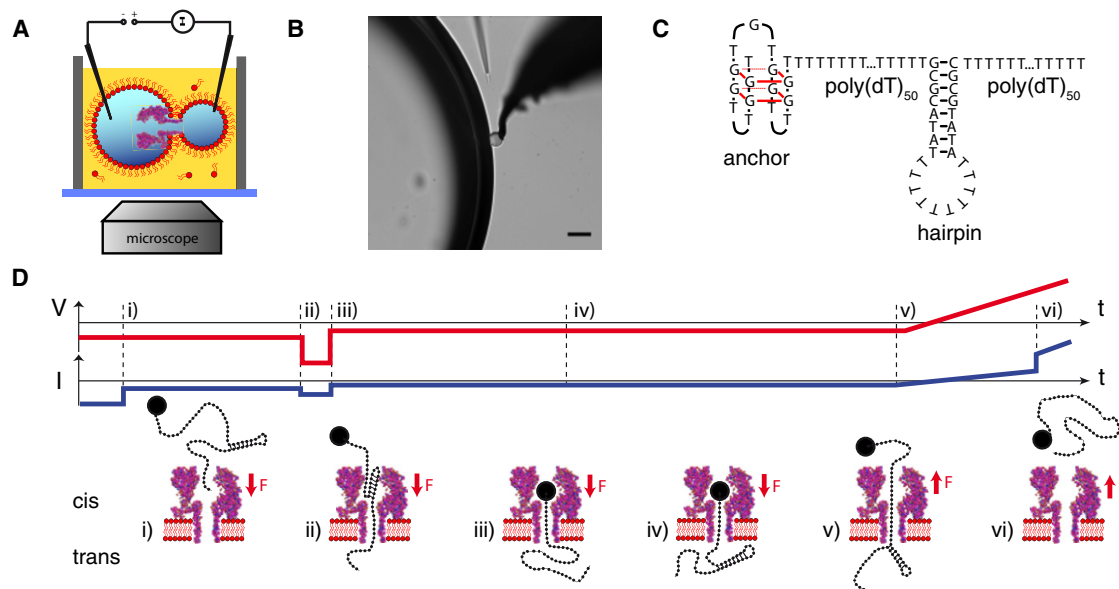 A
- +
I
microscope
B
C
G
T T
T T
G G
G G
G G
G G
T T T T
anchor
T T T T T T T ... T T T T T
poly(dT)50
G C
C G
G C
C G
A T
T A
A T
T A
T T T T T T T T T T
hairpin
T T T T T T ... T T T T T
poly(dT)50
D
V
i)
ii)
iii)
iv)
v)
vi)
t
I
t
cis
trans
i)
F
ii)
F
iii)
F
iv)
F
v)
F
vi)